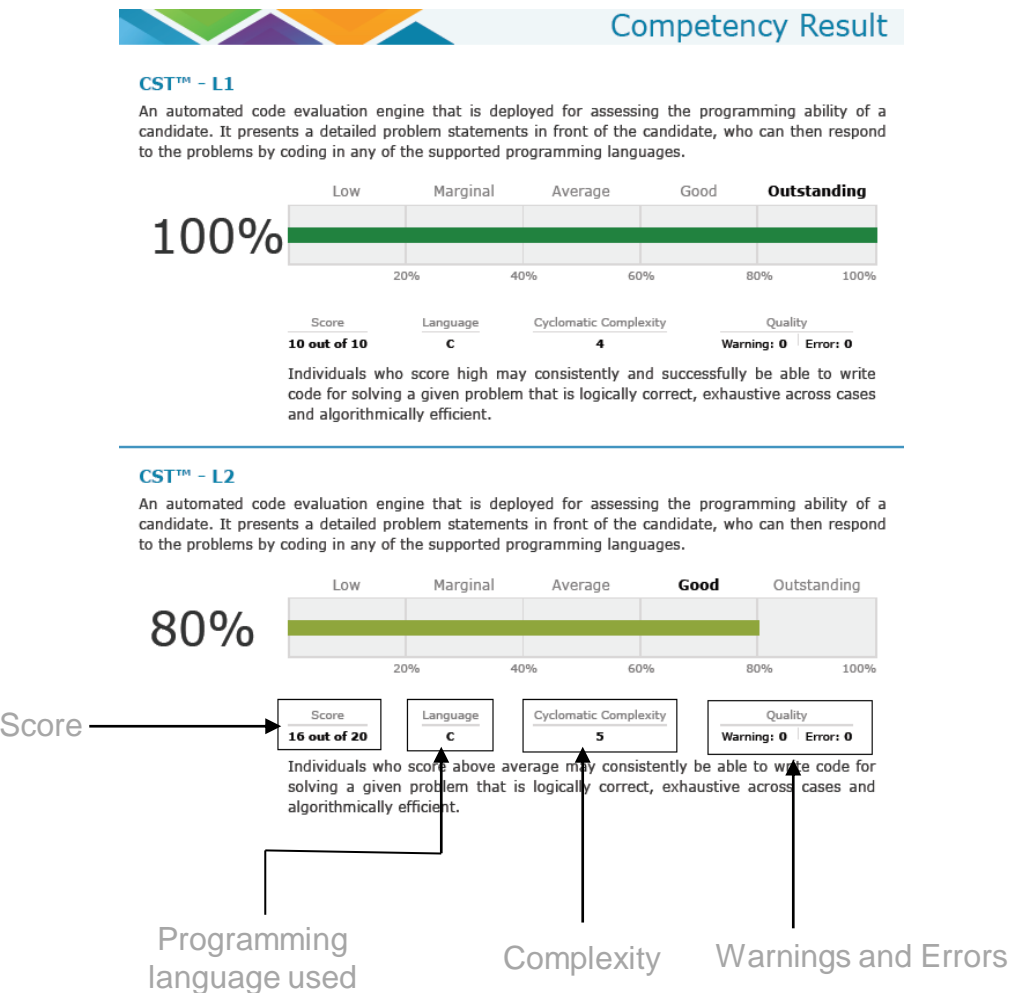 Competency Result
CST™ - L1
An automated code evaluation engine that is deployed for assessing the programming ability of a
candidate. It presents a detailed problem statements in front of the candidate, who can then respond
to the problems by coding in any of the supported programming languages.
Low Marginal Average Good Outstanding
100%
20% 40% 60% 80% 100%
Score Language Cyclomatic Complexity Quality
10 out of 10 C 4 Warning: 0 Error: 0
Individuals who score high may consistently and successfully be able to write
code for solving a given problem that is logically correct, exhaustive across cases
and algorithmically efficient.
CST™ - L2
An automated code evaluation engine that is deployed for assessing the programming ability of a
candidate. It presents a detailed problem statements in front of the candidate, who can then respond
to the problems by coding in any of the supported programming languages.
Low Marginal Average Good Outstanding
80%
20% 40% 60% 80% 100%
Score
Score Language Cyclomatic Complexity Quality
16 out of 20 C 5 Warning: 0 Error: 0
Individuals who score above average may consistently be able to write code for
solving a given problem that is logically correct, exhaustive across cases and
algorithmically efficient.
Programming
language used
Complexity
Warnings and Errors